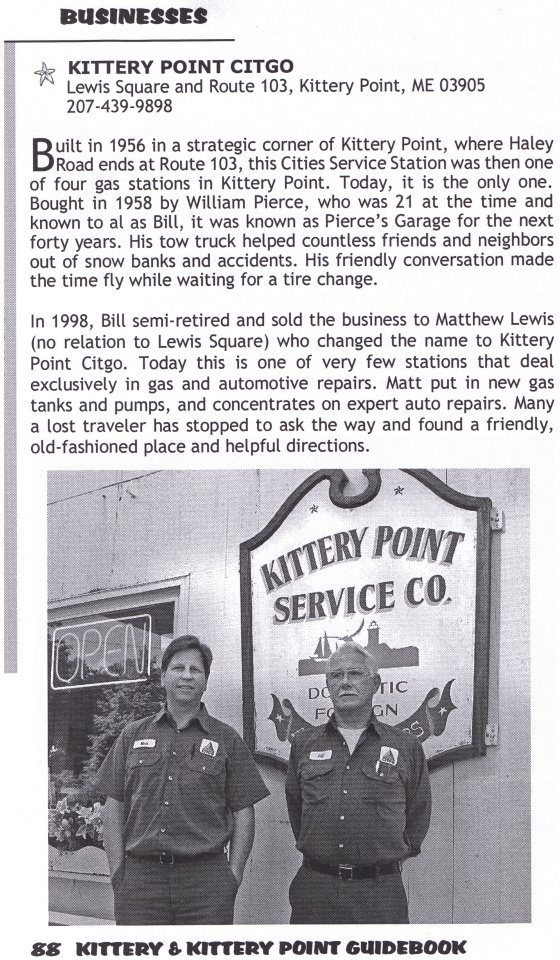 BUSINESSES
KITTERY POINT CITGO
Lewis Square and Route 103, Kittery Point, ME 03905
207-439-9898
Built in 1956 in a strategic corner of Kittery Point, where Haley
Road ends at Route 103, this Cities Service Station was then one
of four gas stations in Kittery Point. Today, it is the only one.
Bought in 1958 by William Pierce, who was 21 at the time and
known to al as Bill, it was known as Pierce's Garage for the next
forty years. His tow truck helped countless friends and neighbors
out of snow banks and accidents. His friendly conversation made
the time fly while waiting for a tire change.
In 1998, Bill semi-retired and sold the business to Matthew Lewis
(no relation to Lewis Square) who changed the name to Kittery
Point Citgo. Today this is one of very few stations that deal
exclusively in gas and automotive repairs. Matt put in new gas
tanks and pumps, and concentrates on expert auto repairs. Many
a lost traveler has stopped to ask the way and found a friendly,
old-fashioned place and helpful directions.
KITTERY POINT
SERVICE CO.
OPEN
88 KITTERY & KITTERY POINT GUIDEBOOK